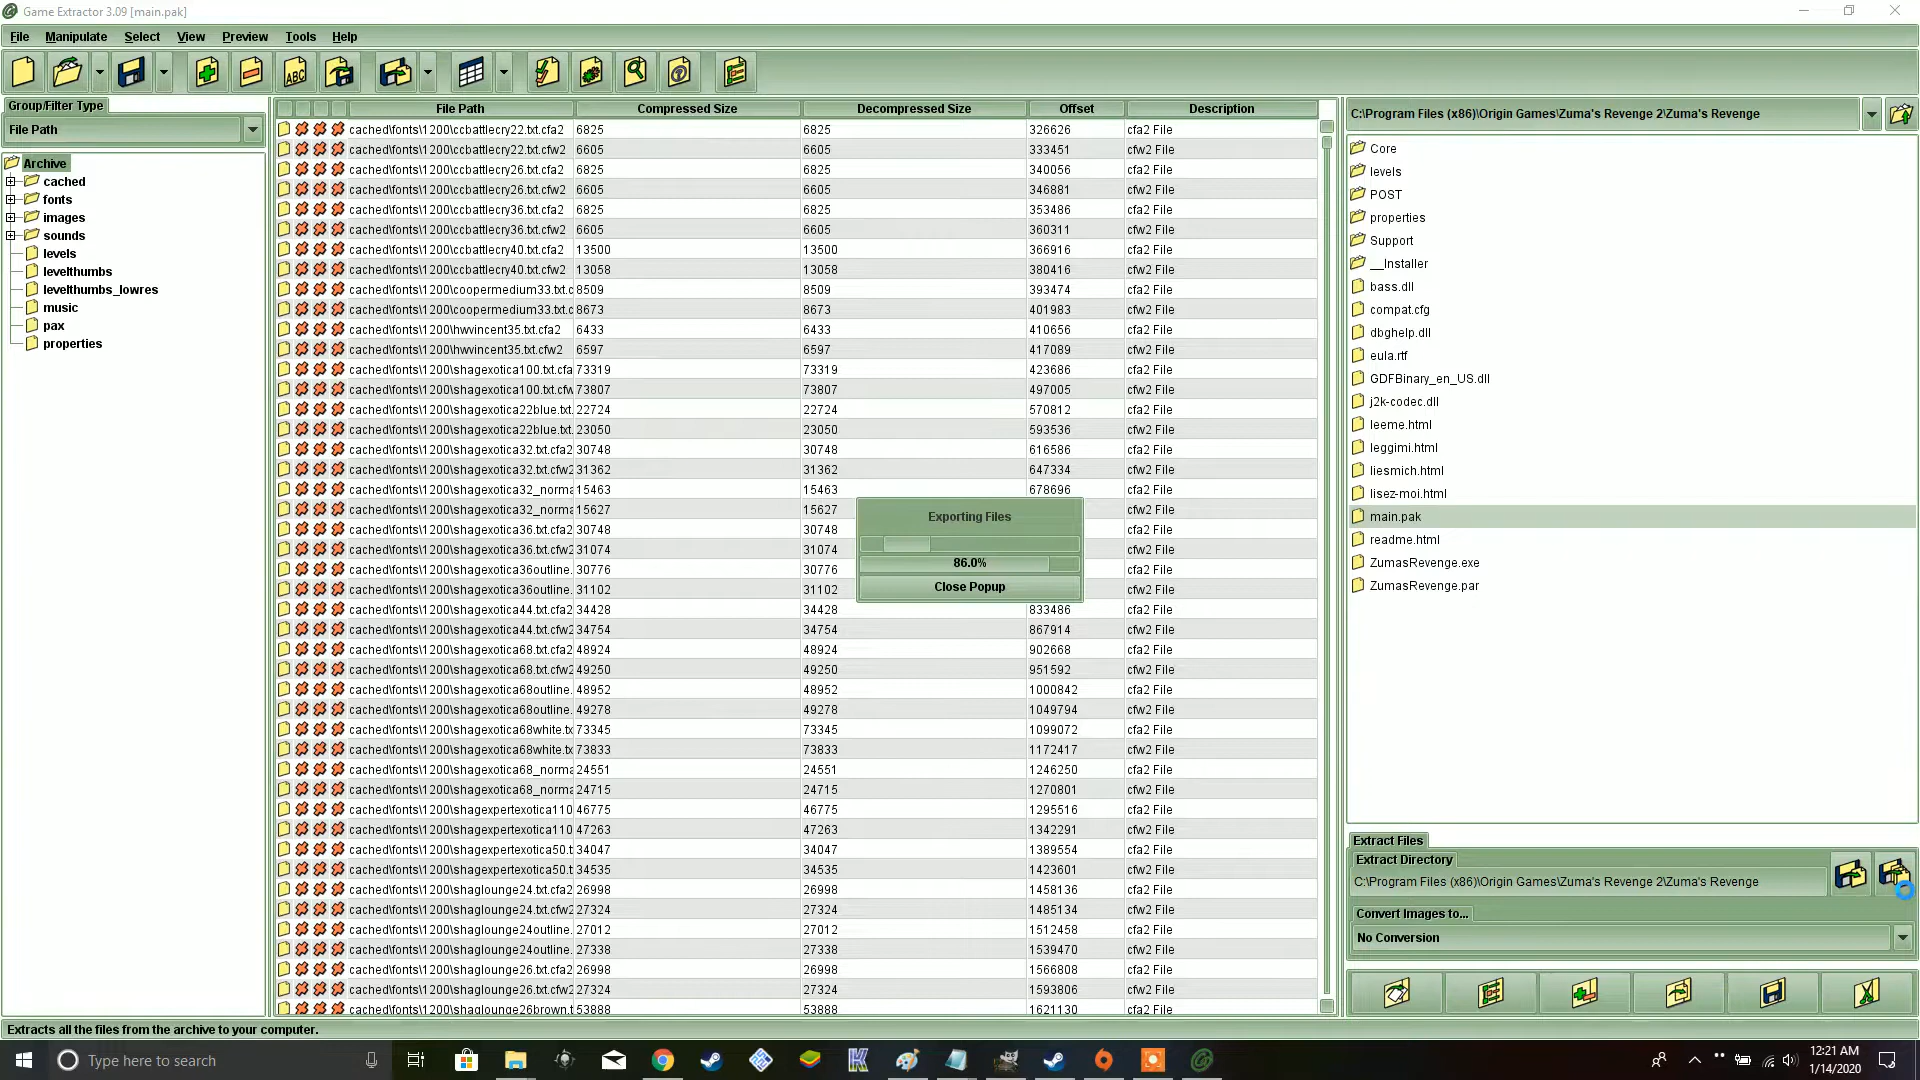 Game Extractor 3.09 [main.pak]
File Manipulate Select View Preview Tools Help
Group/Filter Type
File Path
Archive
cached
fonts
images
sounds
levels
levelthumbs
levelthumbs_lowres
music
pax
properties
File Path Compressed Size Decompressed Size Offset Description
cached\fonts\1200\ccbattlecry22.txt.cfa2 6825 6825 326626 cfa2 File
cached\fonts\1200\ccbattlecry22.txt.cfw2 6605 6605 333451 cfw2 File
cached\fonts\1200\ccbattlecry26.txt.cfa2 6825 6825 340056 cfa2 File
cached\fonts\1200\ccbattlecry26.txt.cfw2 6605 6605 346881 cfw2 File
cached\fonts\1200\ccbattlecry36.txt.cfa2 6825 6825 353486 cfa2 File
cached\fonts\1200\ccbattlecry36.txt.cfw2 6605 6605 360311 cfw2 File
cached\fonts\1200\ccbattlecry40.txt.cfa2 13500 13500 366916 cfa2 File
cached\fonts\1200\ccbattlecry40.txt.cfw2 13058 13058 380416 cfw2 File
cached\fonts\1200\coopermedium33.txt.c 8509 8509 393474 cfa2 File
cached\fonts\1200\coopermedium33.txt.c 8673 8673 401983 cfw2 File
cached\fonts\1200\hwvincent35.txt.cfa2 6433 6433 410656 cfa2 File
cached\fonts\1200\hwvincent35.txt.cfw2 6597 6597 417089 cfw2 File
cached\fonts\1200\shagexotica100.txt.cfa 73319 73319 423686 cfa2 File
cached\fonts\1200\shagexotica100.txt.cfw 73807 73807 497005 cfw2 File
cached\fonts\1200\shagexotica22blue.txt. 22724 22724 570812 cfa2 File
cached\fonts\1200\shagexotica22blue.txt. 23050 23050 593536 cfw2 File
cached\fonts\1200\shagexotica32.txt.cfa2 30748 30748 616586 cfa2 File
cached\fonts\1200\shagexotica32.txt.cfw2 31362 31362 647334 cfw2 File
cached\fonts\1200\shagexotica32_norma 15463 15463 678696 cfa2 File
cached\fonts\1200\shagexotica32_norma 15627 15627 cfw2 File
cached\fonts\1200\shagexotica36.txt.cfa2 30748 30748 cfa2 File
cached\fonts\1200\shagexotica36.txt.cfw2 31074 31074 cfw2 File
cached\fonts\1200\shagexotica36outline. 30776 30776 cfa2 File
cached\fonts\1200\shagexotica36outline. 31102 31102 cfw2 File
cached\fonts\1200\shagexotica44.txt.cfa2 34428 34428 833486 cfa2 File
cached\fonts\1200\shagexotica44.txt.cfw2 34754 34754 867914 cfw2 File
cached\fonts\1200\shagexotica68.txt.cfa2 48924 48924 902668 cfa2 File
cached\fonts\1200\shagexotica68.txt.cfw2 49250 49250 951592 cfw2 File
cached\fonts\1200\shagexotica68outline. 48952 48952 1000842 cfa2 File
cached\fonts\1200\shagexotica68outline. 49278 49278 1049794 cfw2 File
cached\fonts\1200\shagexotica68white.tx 73345 73345 1099072 cfa2 File
cached\fonts\1200\shagexotica68white.tx 73833 73833 1172417 cfw2 File
cached\fonts\1200\shagexotica68_norma 24551 24551 1246250 cfa2 File
cached\fonts\1200\shagexotica68_norma 24715 24715 1270801 cfw2 File
cached\fonts\1200\shagexpertexotica110 46775 46775 1295516 cfa2 File
cached\fonts\1200\shagexpertexotica110 47263 47263 1342291 cfw2 File
cached\fonts\1200\shagexpertexotica50.t 34047 34047 1389554 cfa2 File
cached\fonts\1200\shagexpertexotica50.t 34535 34535 1423601 cfw2 File
cached\fonts\1200\shaglounge24.txt.cfa2 26998 26998 1458136 cfa2 File
cached\fonts\1200\shaglounge24.txt.cfw2 27324 27324 1485134 cfw2 File
cached\fonts\1200\shaglounge24outline. 27012 27012 1512458 cfa2 File
cached\fonts\1200\shaglounge24outline. 27338 27338 1539470 cfw2 File
cached\fonts\1200\shaglounge26.txt.cfa2 26998 26998 1566808 cfa2 File
cached\fonts\1200\shaglounge26.txt.cfw2 27324 27324 1593806 cfw2 File
cached\fonts\1200\shaglounge26brown.t 53888 53888 1621130 cfa2 File
Exporting Files
86.0%
Close Popup
C:\Program Files (x86)\Origin Games\Zuma's Revenge 2\Zuma's Revenge
Core
levels
POST
properties
Support
__Installer
bass.dll
compat.cfg
dbghelp.dll
eula.rtf
GDFBinary_en_US.dll
j2k-codec.dll
leeme.html
leggimi.html
liesmich.html
lisez-moi.html
main.pak
readme.html
ZumasRevenge.exe
ZumasRevenge.par
Extract Files
Extract Directory
C:\Program Files (x86)\Origin Games\Zuma's Revenge 2\Zuma's Revenge
Convert Images to...
No Conversion
Extracts all the files from the archive to your computer.
Type here to search
12:21 AM
1/14/2020